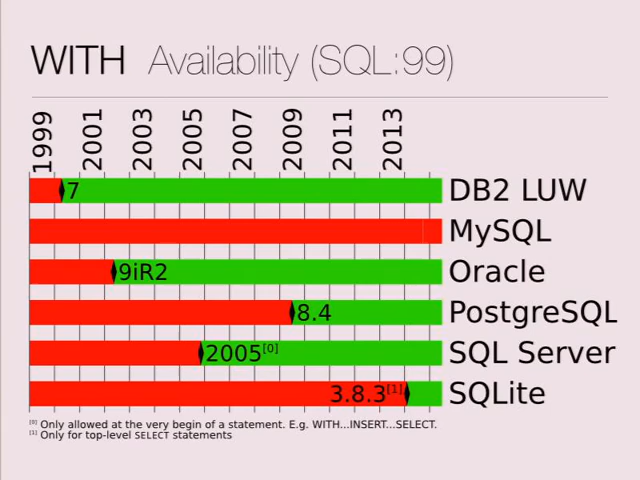 WITH Availability (SQL:99)
1999 2001 2003 2005 2007 2009 2011 2013
7 DB2 LUW
MySQL
9iR2 Oracle
8.4 PostgreSQL
2005[0] SQL Server
3.8.3[1] SQLite
[0] Only allowed at the very begin of a statement. E.g. WITH...INSERT...SELECT.
[1] Only for top-level SELECT statements